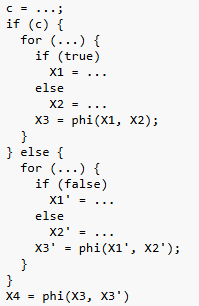 c = ...;
if (c) {
  for (...) {
    if (true)
      X1 = ...
    else
      X2 = ...
    X3 = phi(X1, X2);
  }
} else {
  for (...) {
    if (false)
      X1' = ...
    else
      X2' = ...
    X3' = phi(X1', X2');
  }
}
X4 = phi(X3, X3')